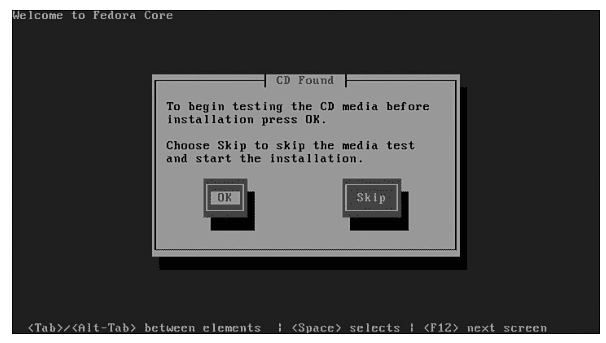 Welcome to Fedora Core
CD Found
To begin testing the CD media before
installation press OK.
Choose Skip to skip the media test
and start the installation.
OK Skip
<Tab>/<Alt-Tab> between elements | <Space> selects | <F12> next screen